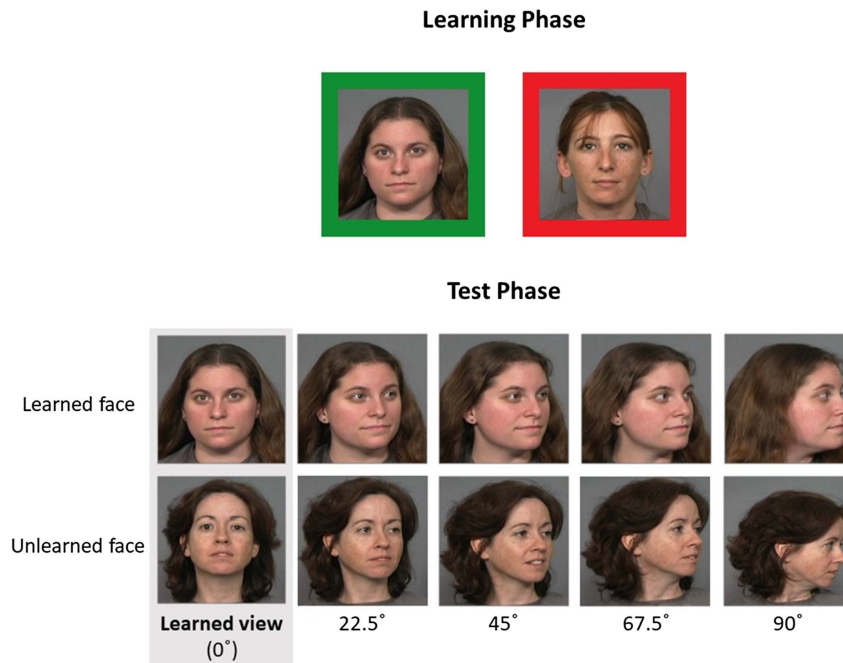 Learning Phase
Test Phase
Learned face
Unlearned face
Learned view
(0˚)
22.5˚
45˚
67.5˚
90˚